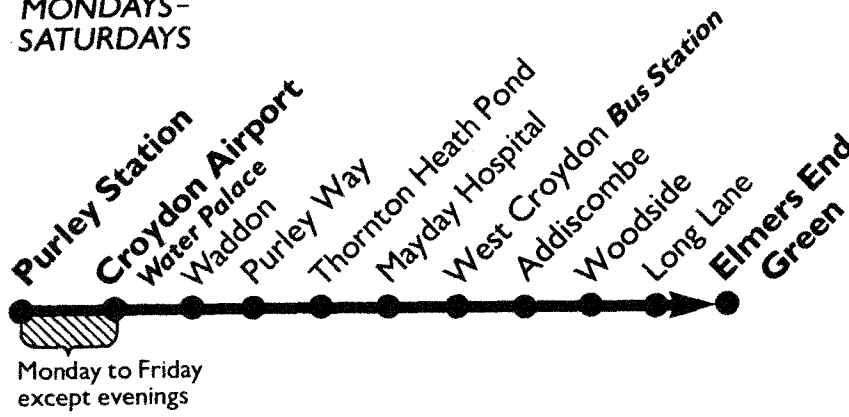 MONDAYS–
SATURDAYS
Purley Station
Croydon Airport
Water Palace
Waddon
Purley Way
Thornton Heath Pond
Mayday Hospital
West Croydon Bus Station
Addiscombe
Woodside
Long Lane
Elmers End
Green
Monday to Friday
except evenings